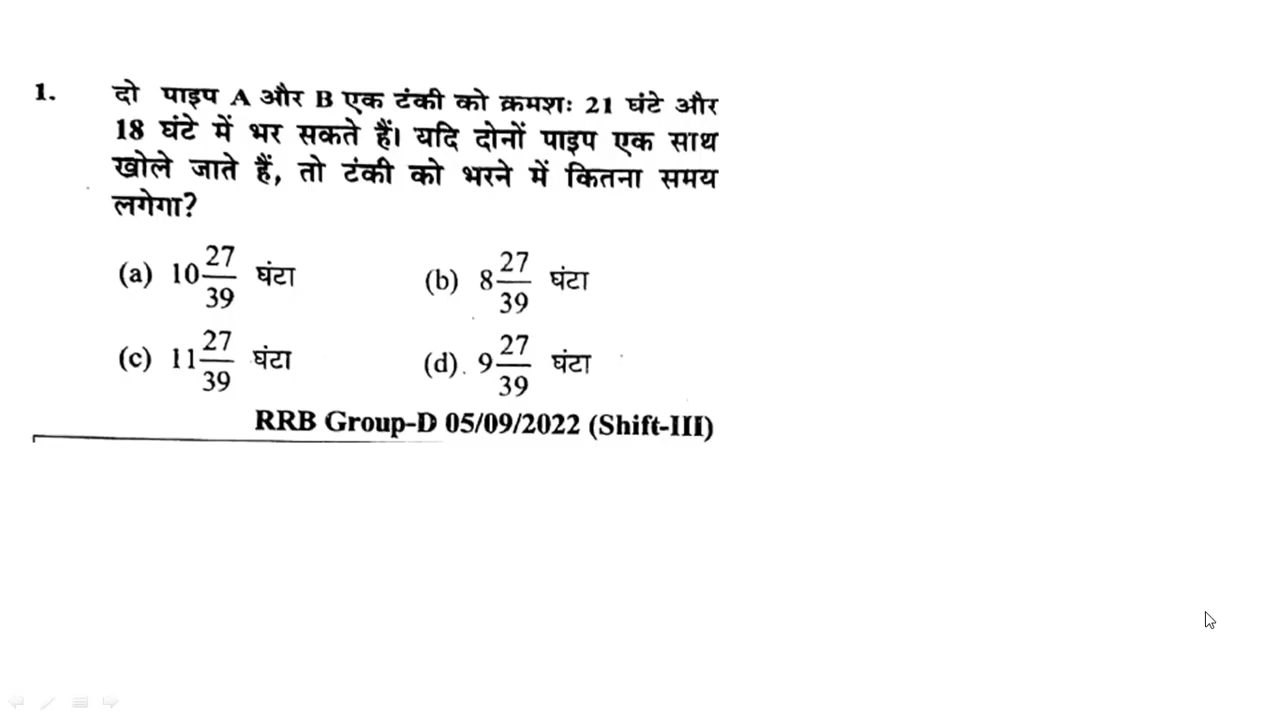 1. दो पाइप A और B एक टंकी को क्रमशः 21 घंटे और
18 घंटे में भर सकते हैं। यदि दोनों पाइप एक साथ
खोले जाते हैं, तो टंकी को भरने में कितना समय
लगेगा?
(a) 10 27/39 घंटा (b) 8 27/39 घंटा
(c) 11 27/39 घंटा (d) 9 27/39 घंटा
RRB Group-D 05/09/2022 (Shift-III)